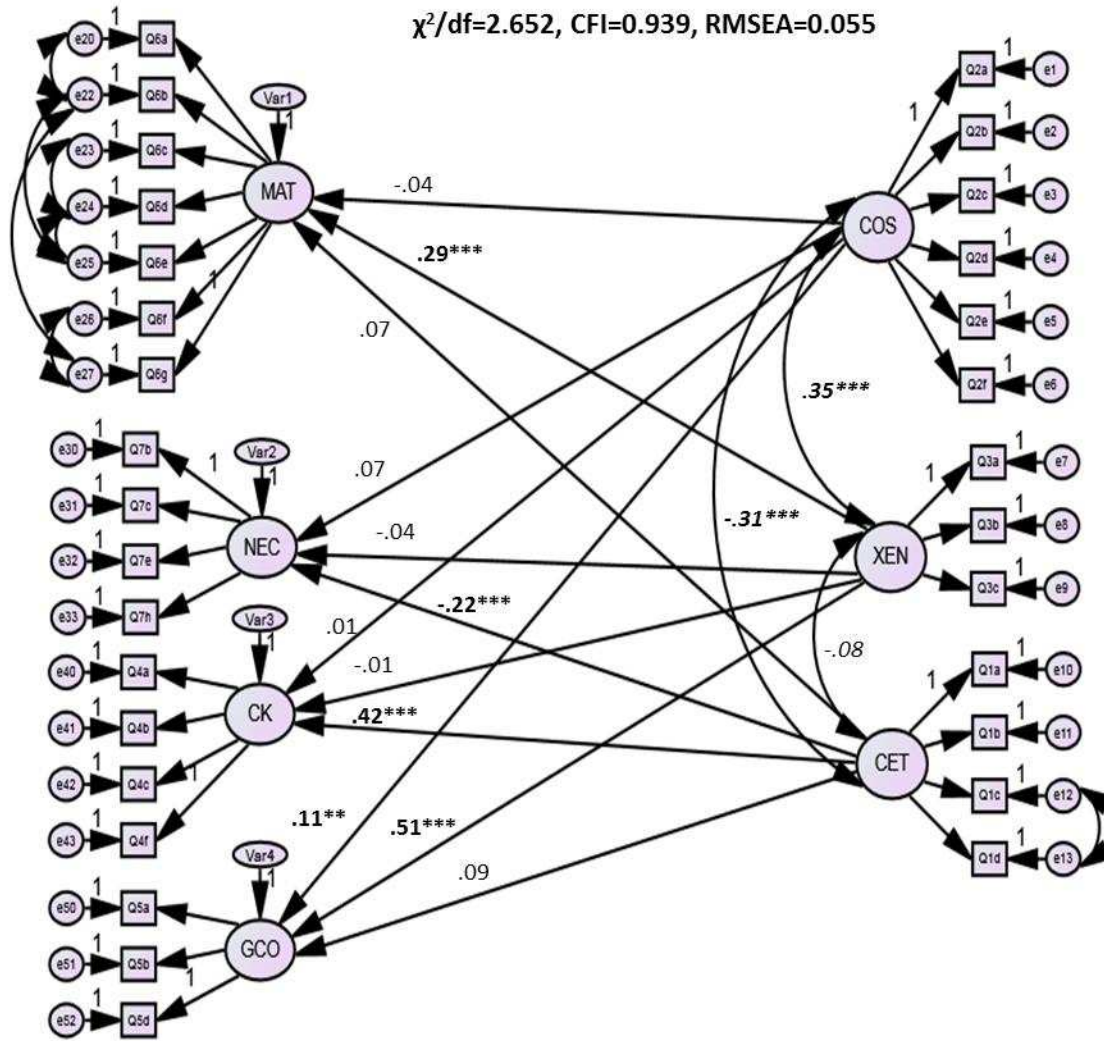 χ²/df=2.652, CFI=0.939, RMSEA=0.055
e20 1 Q6a
e22 1 Q6b
e23 1 Q6c
e24 1 Q6d
e25 1 Q6e
e26 1 Q6f
e27 1 Q6g
1
Var1
1
MAT
e30 1 Q7b
e31 1 Q7c
e32 1 Q7e
e33 1 Q7h
1
Var2
1
NEC
e40 1 Q4a
e41 1 Q4b
e42 1 Q4c
e43 1 Q4f
1
Var3
1
CK
e50 1 Q5a
e51 1 Q5b
e52 1 Q5d
1
Var4
1
GCO
-.04
.29***
.07
.35***
.07
-.31***
-.04
-.22***
.01
-.01
-.08
.42***
.11**
.51***
.09
COS
1
Q2a 1 e1
Q2b 1 e2
Q2c 1 e3
Q2d 1 e4
Q2e 1 e5
Q2f 1 e6
XEN
1
Q3a 1 e7
Q3b 1 e8
Q3c 1 e9
CET
1
Q1a 1 e10
Q1b 1 e11
Q1c 1 e12
Q1d 1 e13